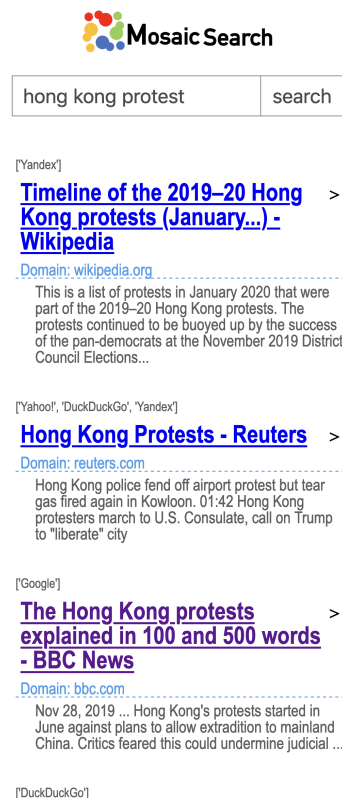 Mosaic Search
hong kong protest
search
['Yandex']
Timeline of the 2019–20 Hong
Kong protests (January...) -
Wikipedia
>
Domain: wikipedia.org
This is a list of protests in January 2020 that were
part of the 2019–20 Hong Kong protests. The
protests continued to be buoyed up by the success
of the pan-democrats at the November 2019 District
Council Elections...
['Yahoo!', 'DuckDuckGo', 'Yandex']
Hong Kong Protests - Reuters
>
Domain: reuters.com
Hong Kong police fend off airport protest but tear
gas fired again in Kowloon. 01:42 Hong Kong
protesters march to U.S. Consulate, call on Trump
to "liberate" city
['Google']
The Hong Kong protests
explained in 100 and 500 words
- BBC News
>
Domain: bbc.com
Nov 28, 2019 ... Hong Kong's protests started in
June against plans to allow extradition to mainland
China. Critics feared this could undermine judicial ...
['DuckDuckGo']